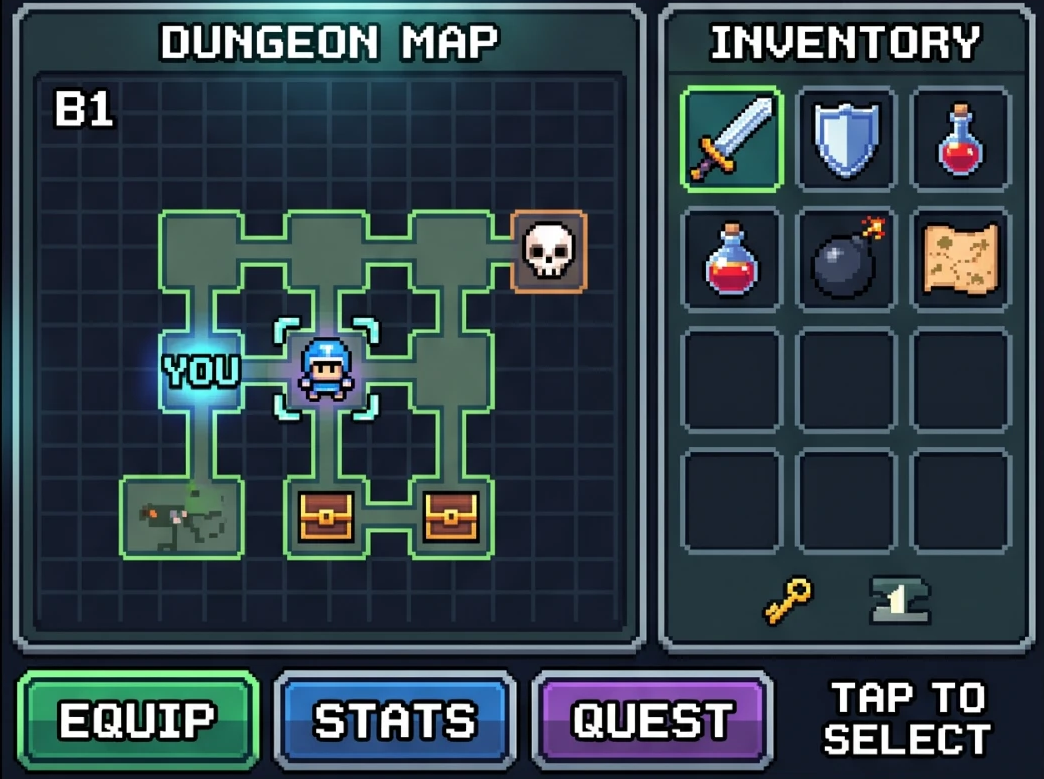 DUNGEON MAP
INVENTORY
B1
YOU
1
EQUIP
STATS
QUEST
TAP TO
SELECT